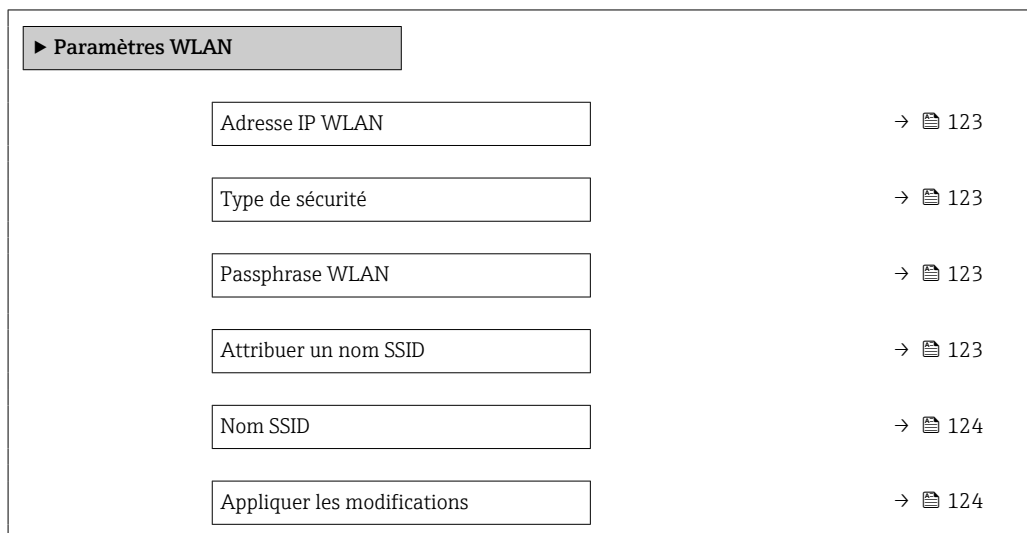 ▶ Paramètres WLAN
Adresse IP WLAN → 123
Type de sécurité → 123
Passphrase WLAN → 123
Attribuer un nom SSID → 123
Nom SSID → 124
Appliquer les modifications → 124